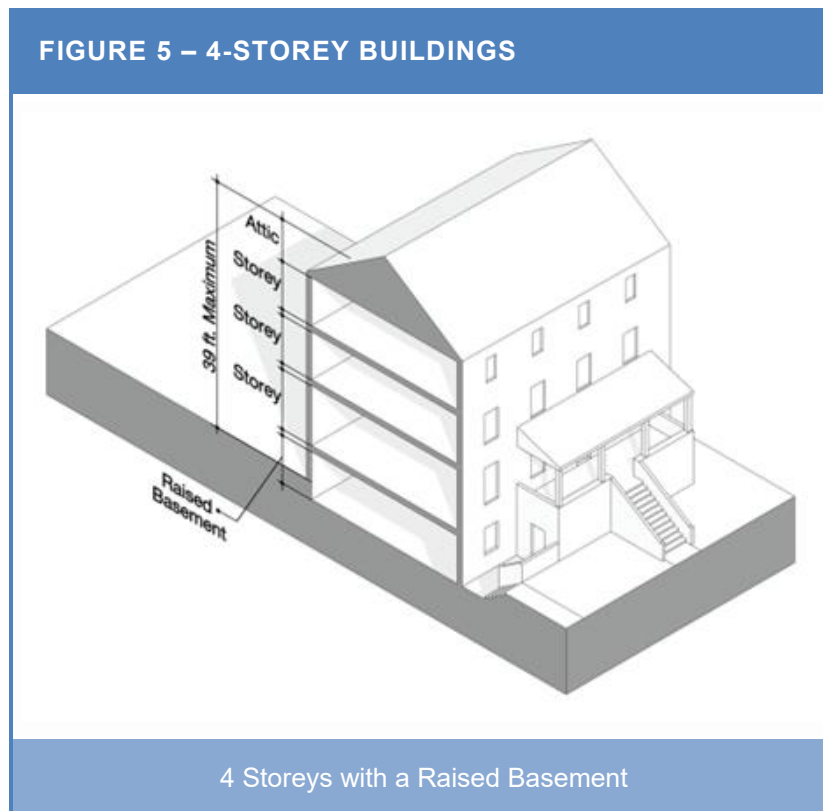 FIGURE 5 – 4-STOREY BUILDINGS
39 ft. Maximum
Attic
Storey
Storey
Storey
Raised
Basement
4 Storeys with a Raised Basement